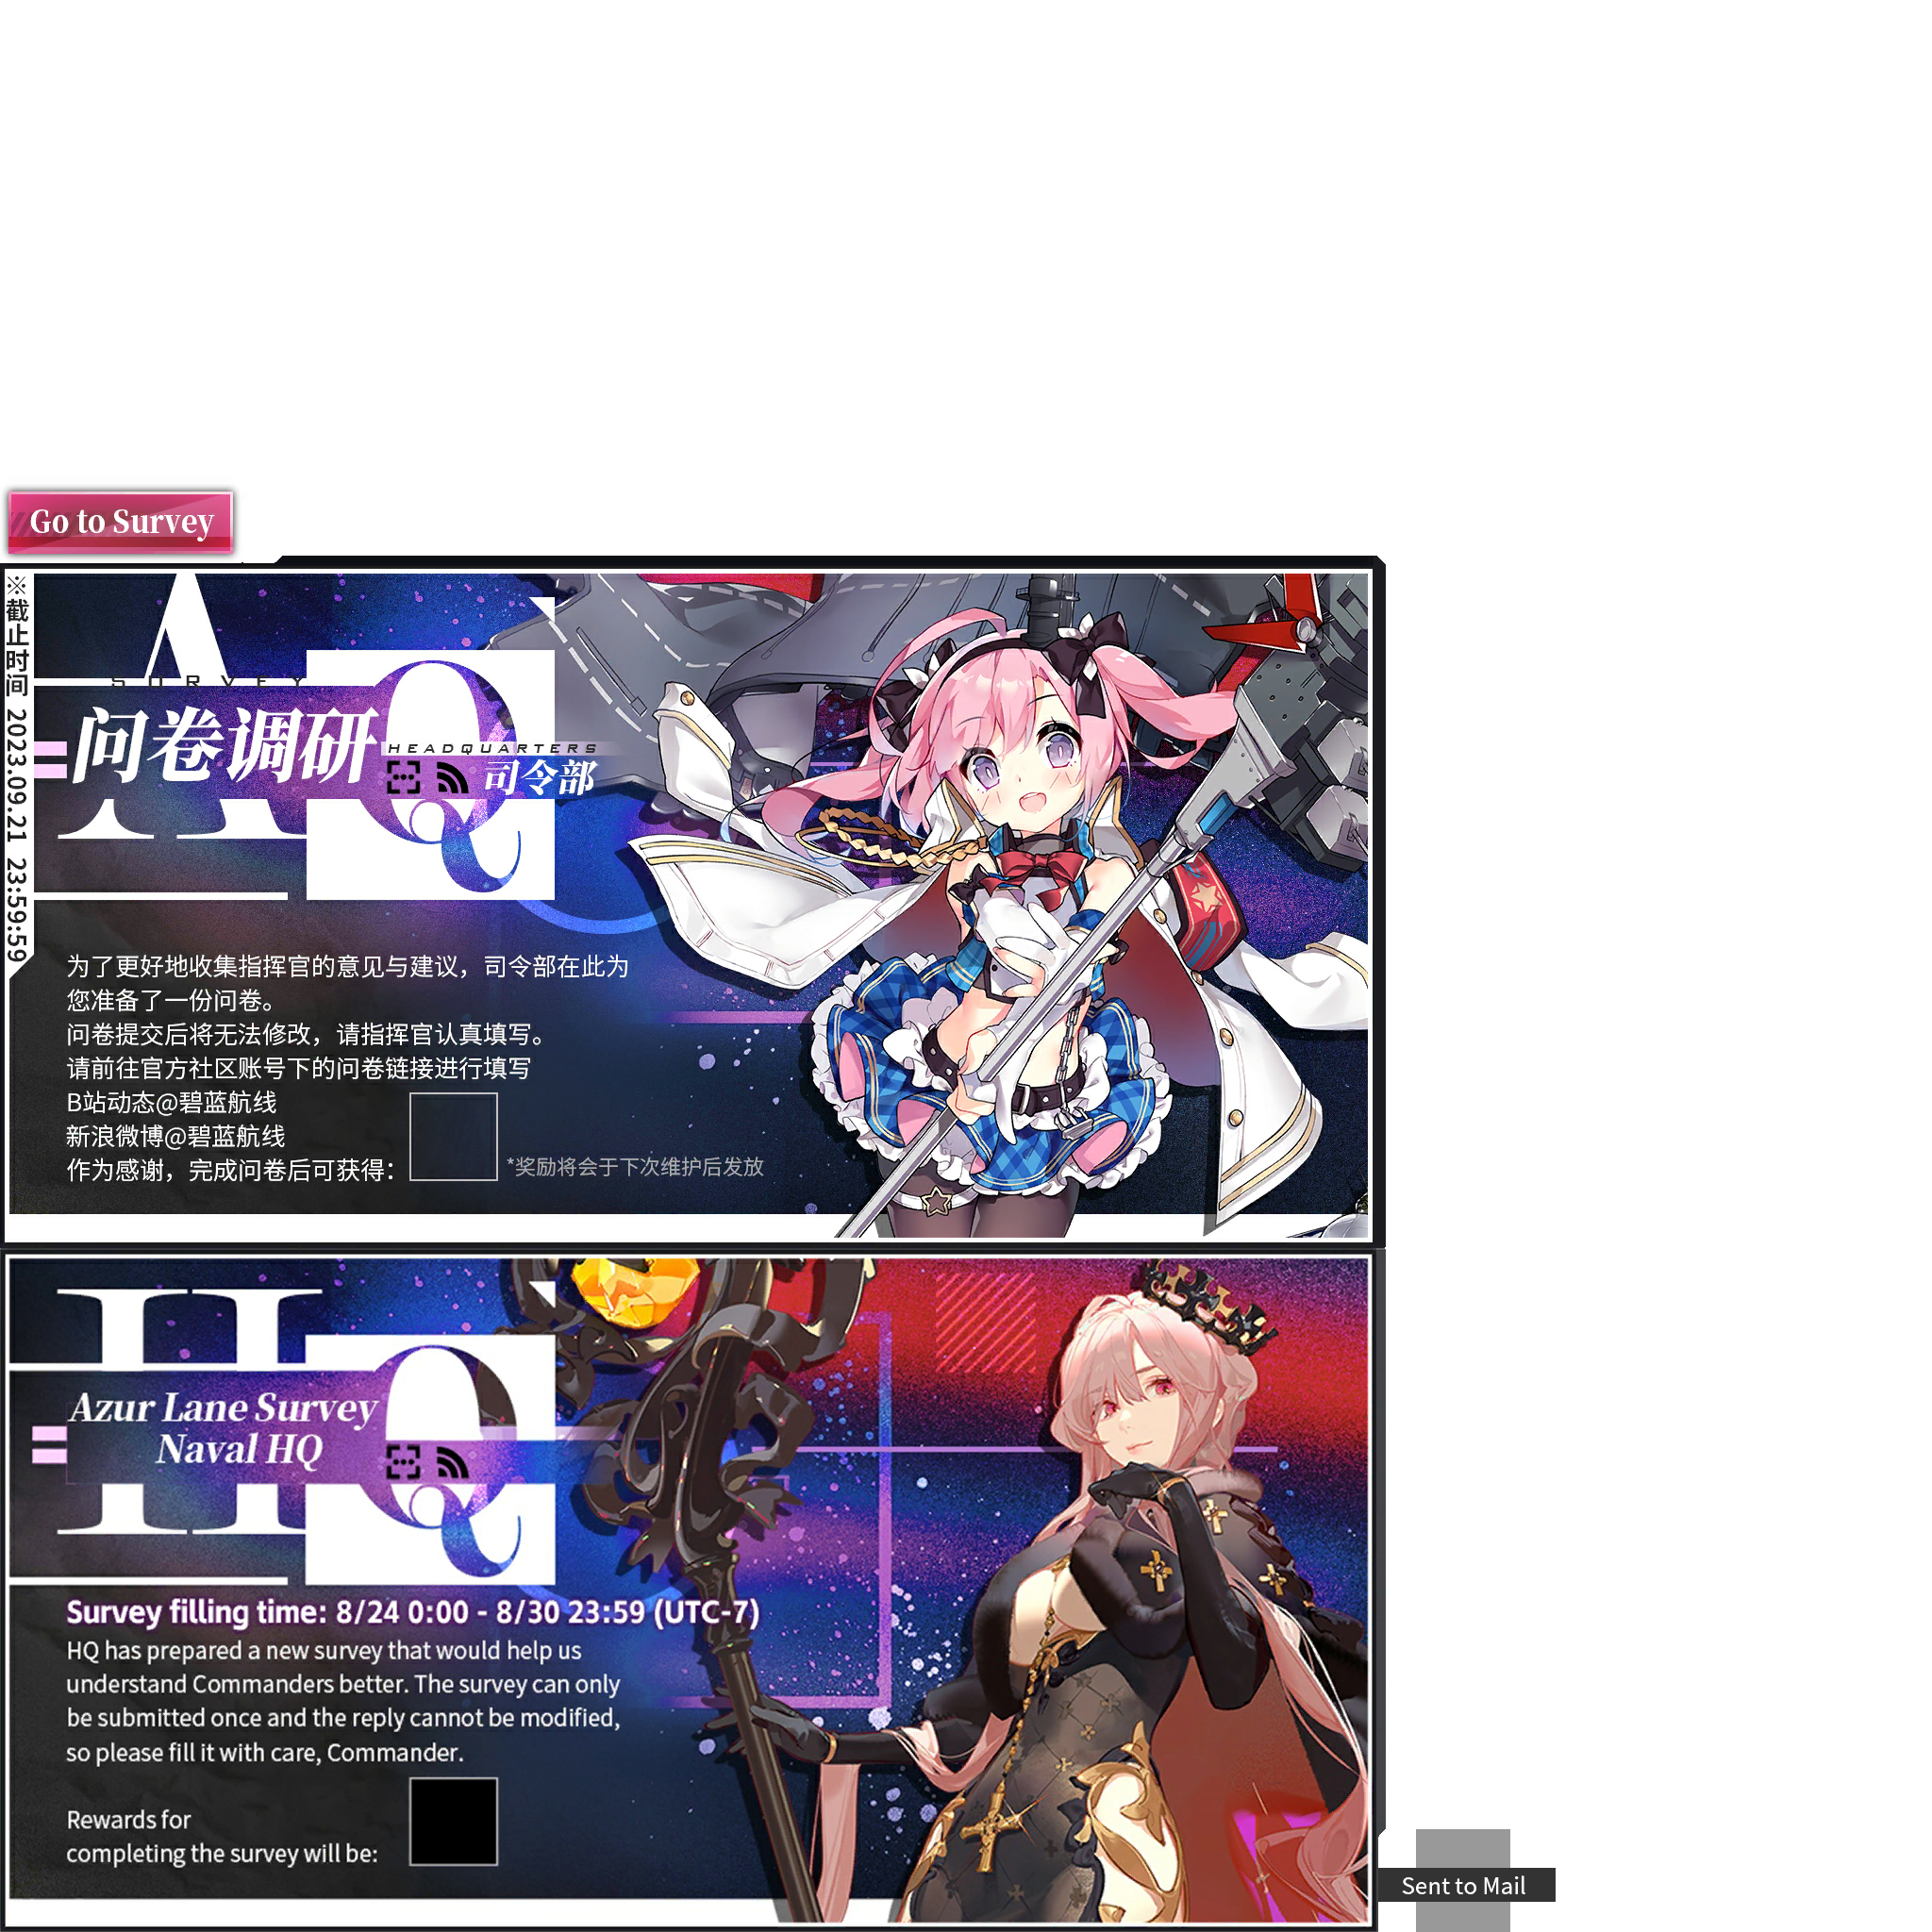 Go to Survey
※截止时间 2023.09.21 23:59:59
A
SURVEY
Q
问卷调研
HEADQUARTERS
司令部
为了更好地收集指挥官的意见与建议，司令部在此为
您准备了一份问卷。
问卷提交后将无法修改，请指挥官认真填写。
请前往官方社区账号下的问卷链接进行填写
B站动态@碧蓝航线
新浪微博@碧蓝航线
作为感谢，完成问卷后可获得：
*奖励将会于下次维护后发放
HQ
Azur Lane Survey
Naval HQ
Survey filling time: 8/24 0:00 - 8/30 23:59 (UTC-7)
HQ has prepared a new survey that would help us
understand Commanders better. The survey can only
be submitted once and the reply cannot be modified,
so please fill it with care, Commander.
Rewards for
completing the survey will be:
Sent to Mail